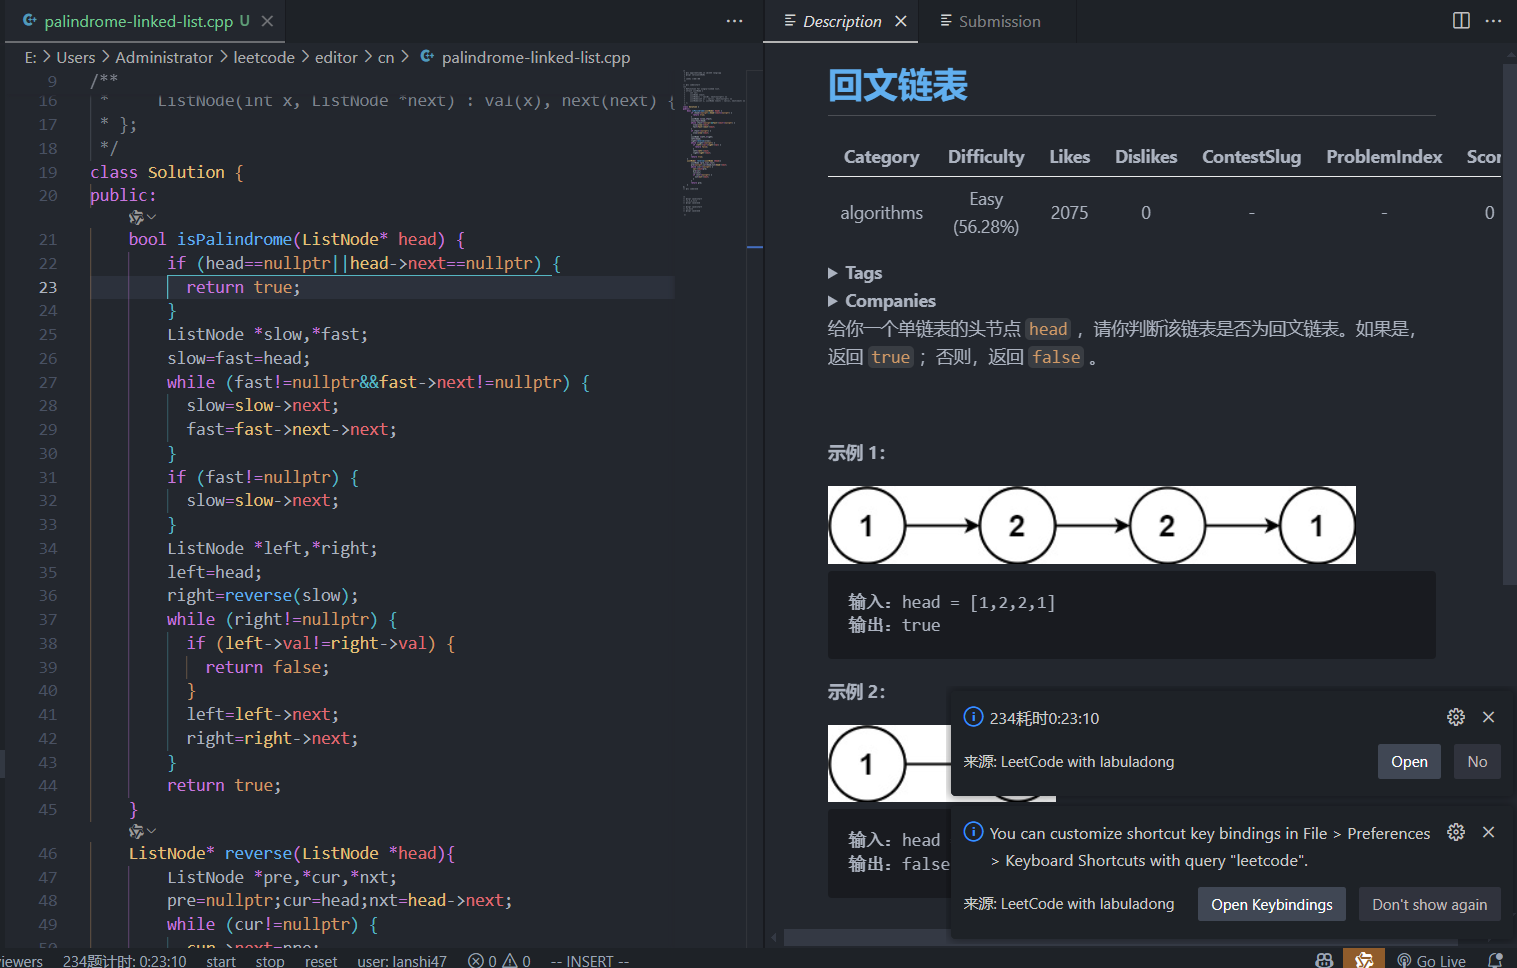 palindrome-linked-list.cpp U
E: > Users > Administrator > leetcode > editor > cn > palindrome-linked-list.cpp
9 /**
16 *     ListNode(int x, ListNode *next) : val(x), next(next) {
17 * };
18 */
19 class Solution {
20 public:
21 bool isPalindrome(ListNode* head) {
22 if (head==nullptr||head->next==nullptr) {
23 return true;
24 }
25 ListNode *slow,*fast;
26 slow=fast=head;
27 while (fast!=nullptr&&fast->next!=nullptr) {
28 slow=slow->next;
29 fast=fast->next->next;
30 }
31 if (fast!=nullptr) {
32 slow=slow->next;
33 }
34 ListNode *left,*right;
35 left=head;
36 right=reverse(slow);
37 while (right!=nullptr) {
38 if (left->val!=right->val) {
39 return false;
40 }
41 left=left->next;
42 right=right->next;
43 }
44 return true;
45 }
46 ListNode* reverse(ListNode *head){
47 ListNode *pre,*cur,*nxt;
48 pre=nullptr;cur=head;nxt=head->next;
49 while (cur!=nullptr) {
50 cur->next=pre;
Description
Submission
回文链表
Category Difficulty Likes Dislikes ContestSlug ProblemIndex Scor
algorithms Easy (56.28%) 2075 0 - - 0
Tags
Companies
给你一个单链表的头节点 head ，请你判断该链表是否为回文链表。如果是，
返回 true ；否则，返回 false 。
示例 1：
1 2 2 1
输入：head = [1,2,2,1]
输出：true
示例 2：
1
输入：head
输出：false
234耗时0:23:10
来源: LeetCode with labuladong
Open No
You can customize shortcut key bindings in File > Preferences
> Keyboard Shortcuts with query "leetcode".
来源: LeetCode with labuladong
Open Keybindings Don't show again
iewers 234题计时: 0:23:10 start stop reset user: lanshi47 0 0 -- INSERT -- Go Live